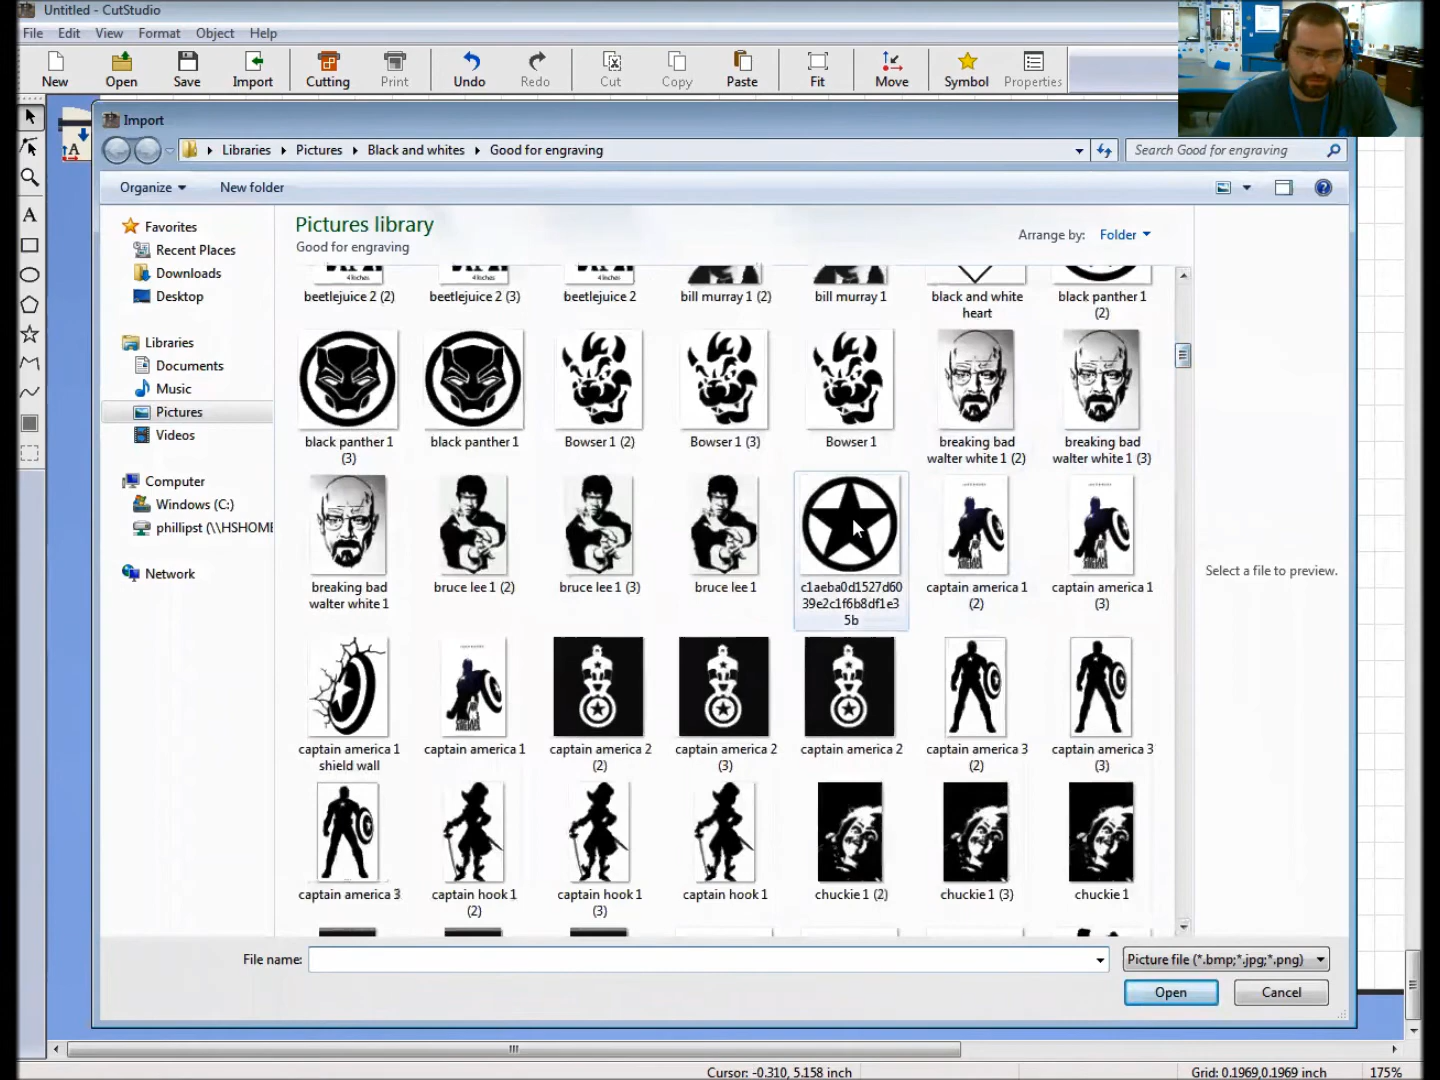 Untitled - CutStudio
File Edit View Format Object Help
New Open Save Import Cutting Print Undo Redo Cut Copy Paste Fit Move Symbol Properties
Import
Libraries Pictures Black and whites Good for engraving
Search Good for engraving
Organize New folder
Favorites
Recent Places
Downloads
Desktop
Libraries
Documents
Music
Pictures
Videos
Computer
Windows (C:)
phillipst (\\HSHOME
Network
Pictures library
Good for engraving
Arrange by: Folder
4 Inches 4 Inches 4 Inches
beetlejuice 2 (2) beetlejuice 2 (3) beetlejuice 2 bill murray 1 (2) bill murray 1 black and white black panther 1
heart (2)
black panther 1 black panther 1 Bowser 1 (2) Bowser 1 (3) Bowser 1 breaking bad breaking bad
(3) walter white 1 (2) walter white 1 (3)
breaking bad bruce lee 1 (2) bruce lee 1 (3) bruce lee 1 c1aeba0d1527d60 captain america 1 captain america 1
walter white 1 39e2c1f6b8df1e3 (2) (3)
5b
captain america 1 captain america 1 captain america 2 captain america 2 captain america 2 captain america 3 captain america 3
shield wall (2) (3) (2) (3)
captain america 3 captain hook 1 captain hook 1 captain hook 1 chuckie 1 (2) chuckie 1 (3) chuckie 1
(2) (3)
Select a file to preview.
File name:
Picture file (*.bmp;*.jpg;*.png)
Open Cancel
Cursor: -0.310, 5.158 inch Grid: 0.1969,0.1969 inch 175%